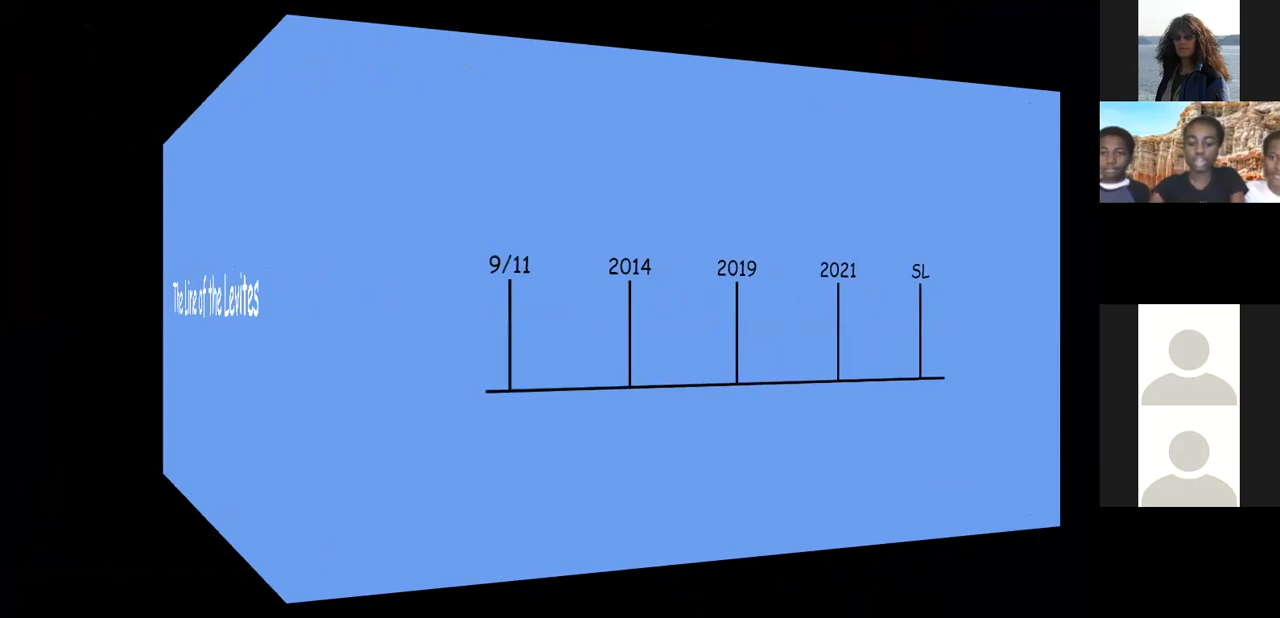 The Line of the Levites
9/11
2014
2019
2021
SL